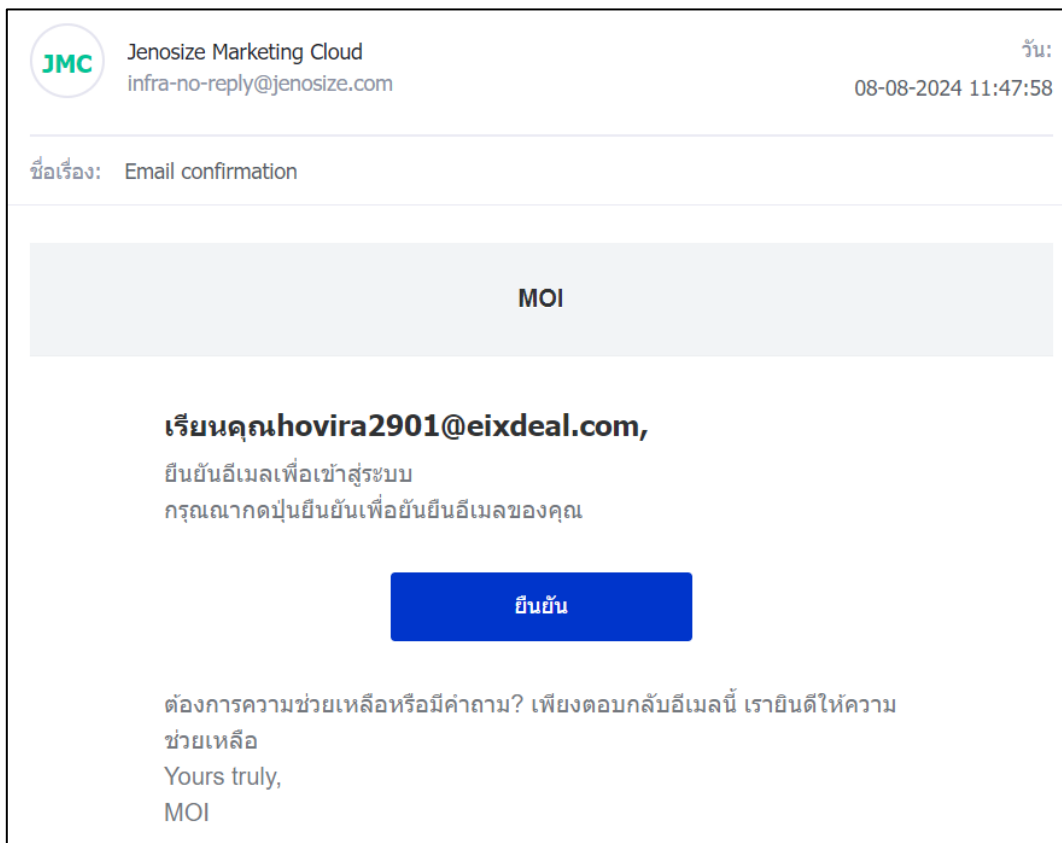 JMC
Jenosize Marketing Cloud
วัน:
infra-no-reply@jenosize.com
08-08-2024 11:47:58
ชื่อเรื่อง: Email confirmation
MOI
เรียนคุณhovira2901@eixdeal.com,
ยืนยันอีเมลเพื่อเข้าสู่ระบบ
กรุณณากดปุ่นยืนยันเพื่อยันยืนอีเมลของคุณ
ยืนยัน
ต้องการความช่วยเหลือหรือมีคำถาม? เพียงตอบกลับอีเมลนี้ เรายินดีให้ความ
ช่วยเหลือ
Yours truly,
MOI